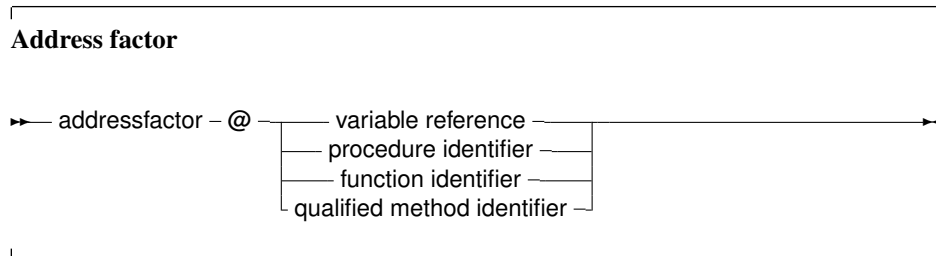 Address factor
addressfactor @ variable reference
procedure identifier
function identifier
qualified method identifier